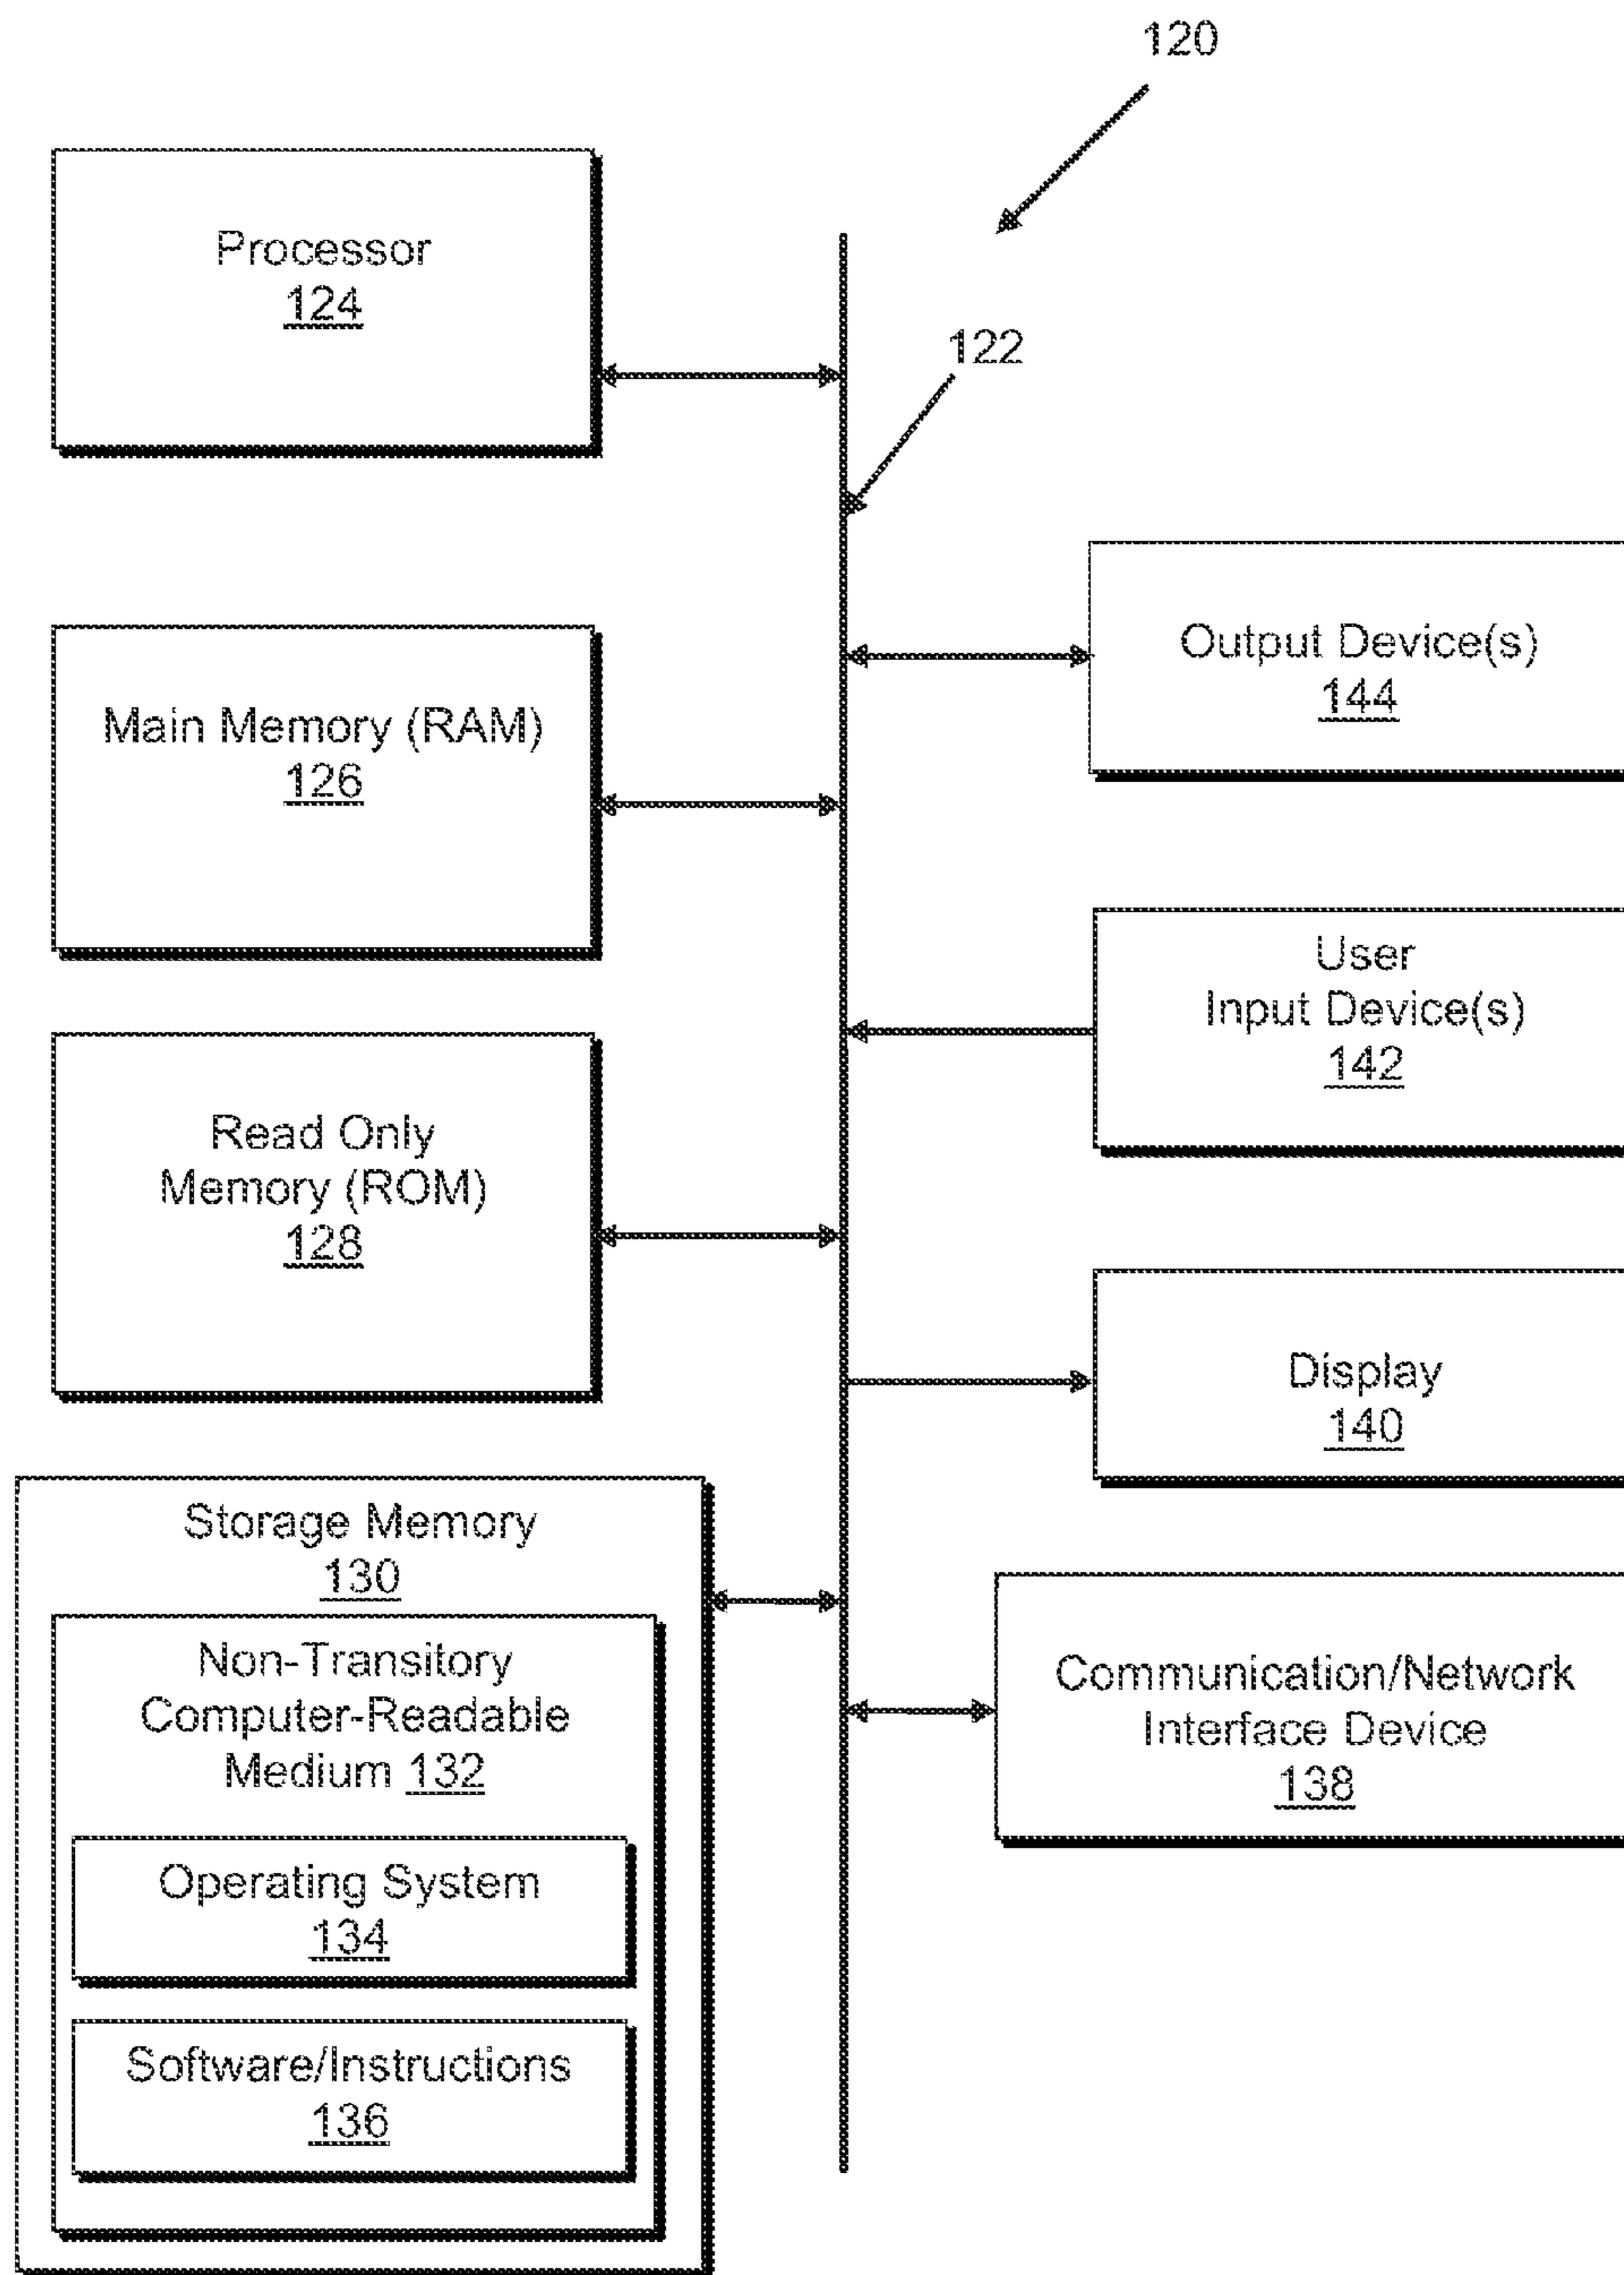 120
Processor
124
122
Output Device(s)
144
Main Memory (RAM)
126
User
Input Device(s)
142
Read Only
Memory (ROM)
128
Display
140
Storage Memory
130
Non-Transitory
Computer-Readable
Medium 132
Communication/Network
Interface Device
138
Operating System
134
Software/Instructions
136